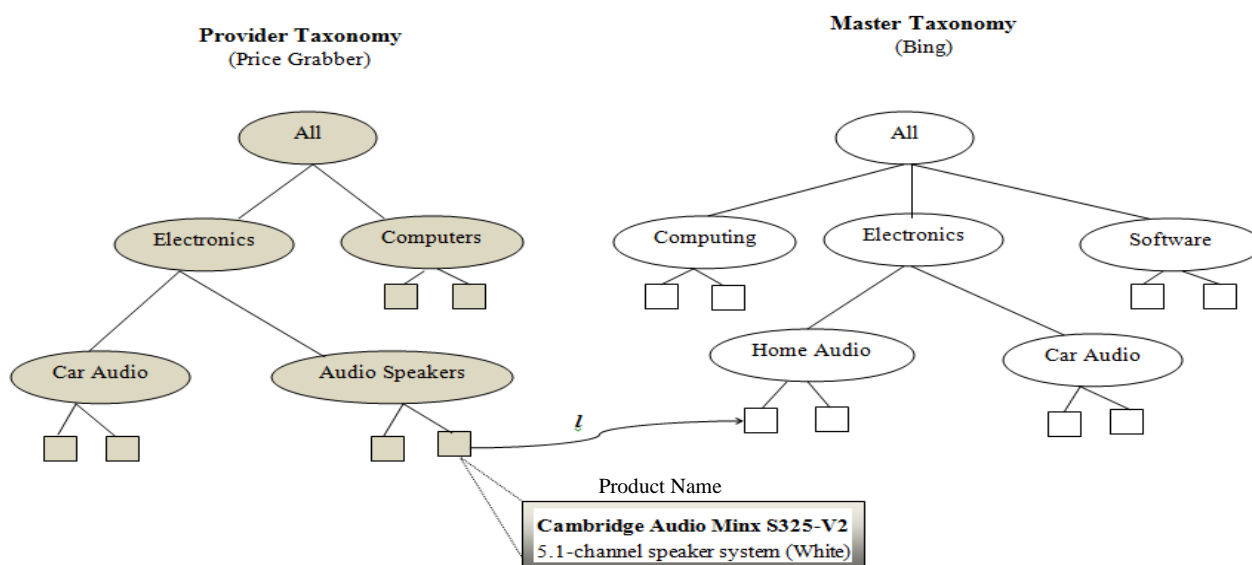 Provider Taxonomy
(Price Grabber)
Master Taxonomy
(Bing)
All
Electronics
Computers
Car Audio
Audio Speakers
All
Computing
Electronics
Software
Home Audio
Car Audio
l
Product Name
Cambridge Audio Minx S325-V2
5.1-channel speaker system (White)